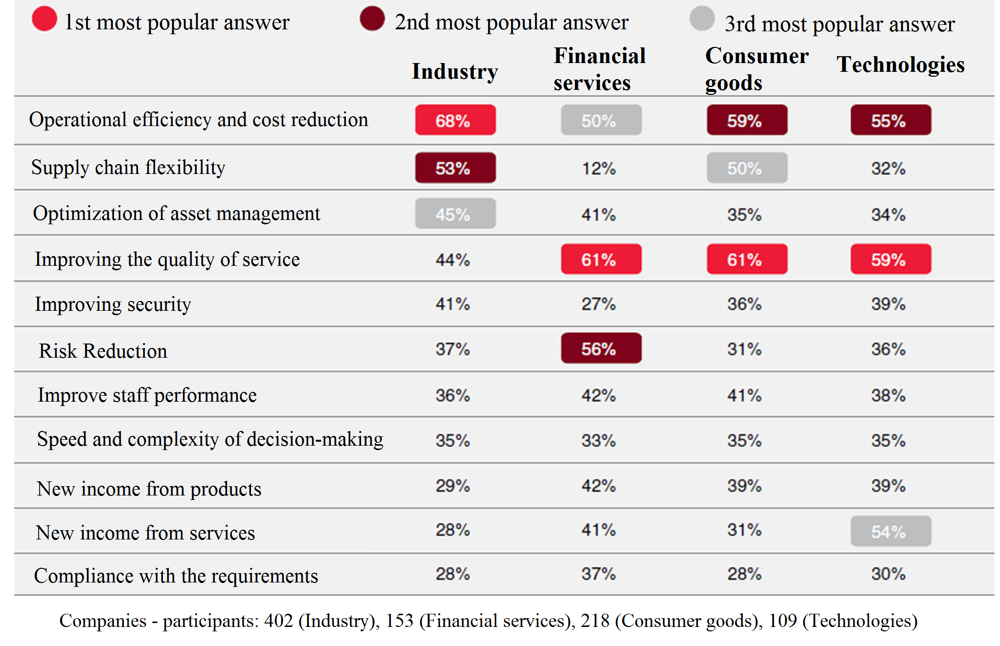 1st most popular answer 2nd most popular answer 3rd most popular answer
Industry Financial services Consumer goods Technologies
Operational efficiency and cost reduction 68% 50% 59% 55%
Supply chain flexibility 53% 12% 50% 32%
Optimization of asset management 45% 41% 35% 34%
Improving the quality of service 44% 61% 61% 59%
Improving security 41% 27% 36% 39%
Risk Reduction 37% 56% 31% 36%
Improve staff performance 36% 42% 41% 38%
Speed and complexity of decision-making 35% 33% 35% 35%
New income from products 29% 42% 39% 39%
New income from services 28% 41% 31% 54%
Compliance with the requirements 28% 37% 28% 30%
Companies - participants: 402 (Industry), 153 (Financial services), 218 (Consumer goods), 109 (Technologies)